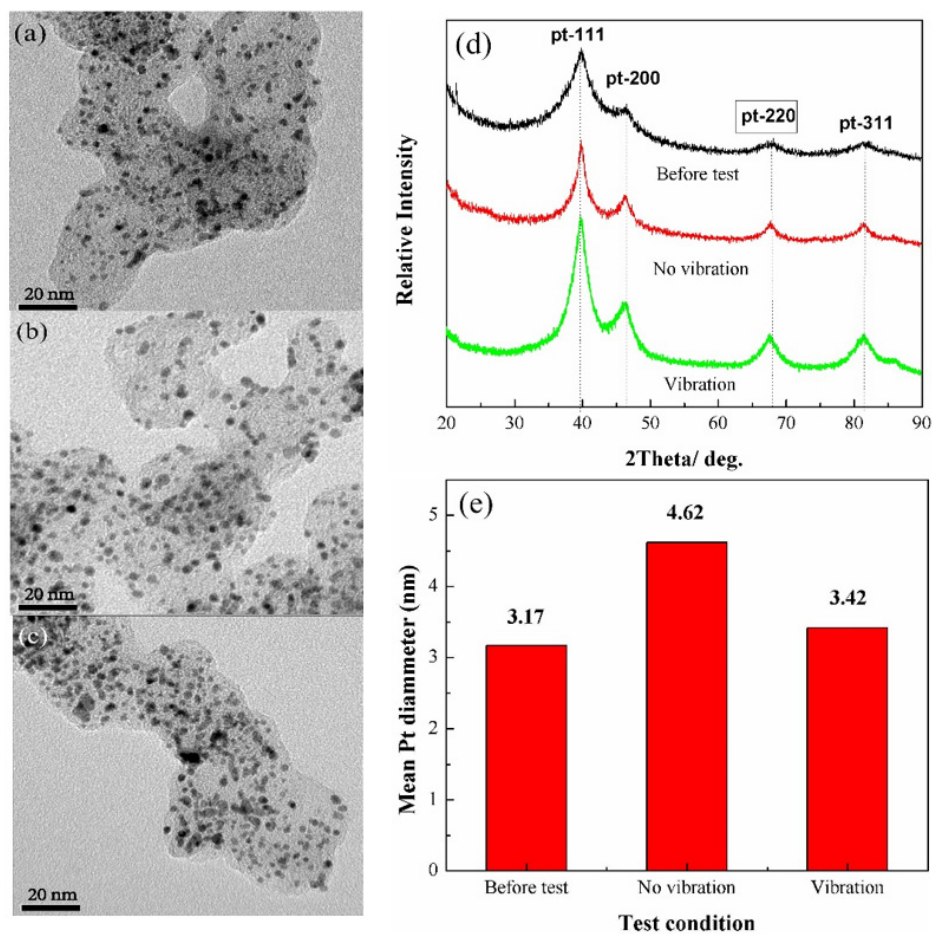 (a)
20 nm
(b)
20 nm
(c)
20 nm
(d)
pt-111
pt-200
pt-220
pt-311
Before test
No vibration
Vibration
Relative Intensity
20 30 40 50 60 70 80 90
2Theta/ deg.
(e)
5
4
3
2
1
0
Mean Pt diammeter (nm)
3.17
4.62
3.42
Before test No vibration Vibration
Test condition